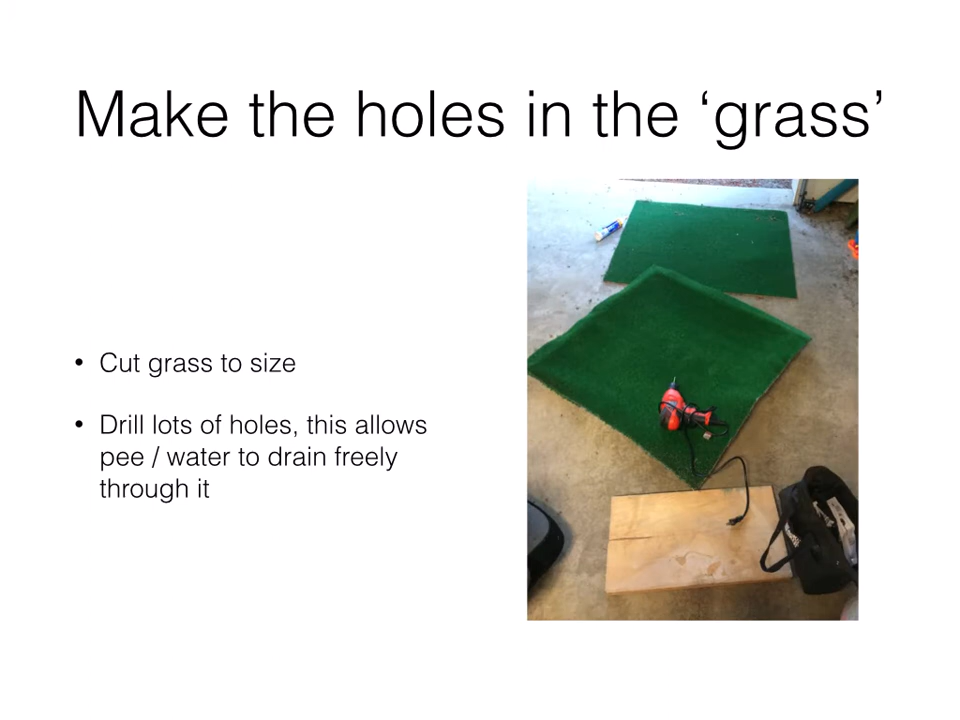 Make the holes in the ‘grass’
• Cut grass to size
• Drill lots of holes, this allows
pee / water to drain freely
through it